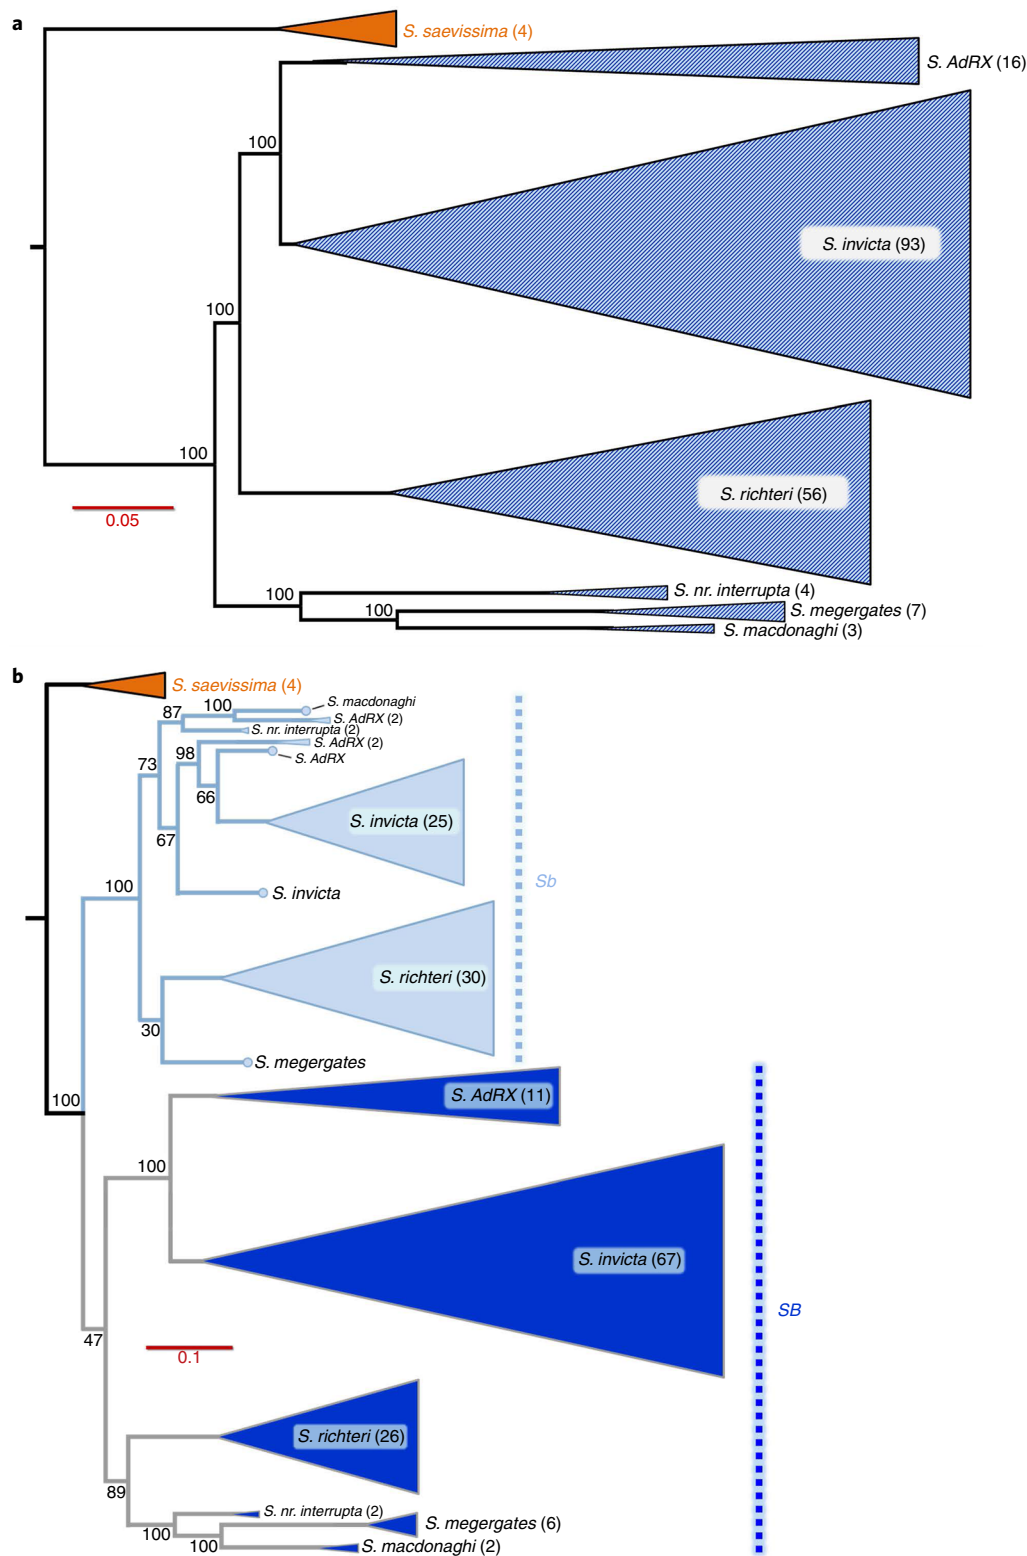 a
S. saevissima (4)
S. AdRX (16)
100
S. invicta (93)
100
100
S. richteri (56)
0.05
S. nr. interrupta (4)
100
100
S. megergates (7)
S. macdonaghi (3)
b
S. saevissima (4)
S. macdonaghi
100
87
S. AdRX (2)
S. nr. interrupta (2)
S. AdRX (2)
98
S. AdRX
73
66
S. invicta (25)
67
Sb
100
S. invicta
S. richteri (30)
30
S. megergates
100
S. AdRX (11)
100
S. invicta (67)
SB
47
0.1
S. richteri (26)
89
S. nr. interrupta (2)
S. megergates (6)
100
100
S. macdonaghi (2)